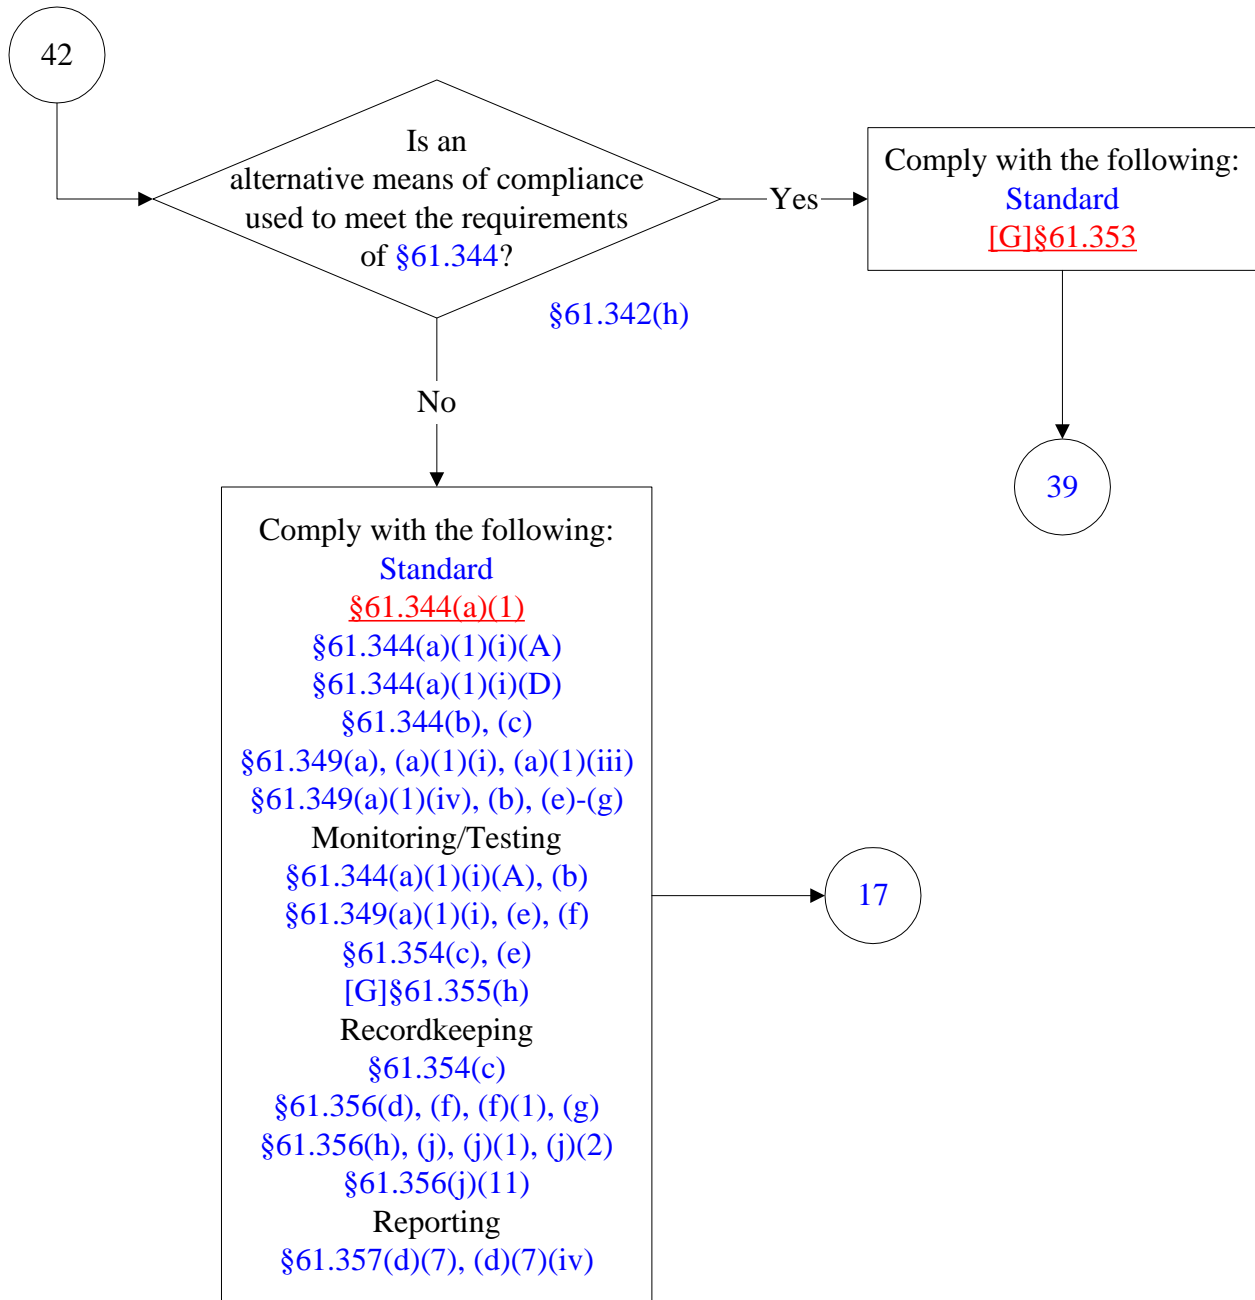 42
Is an
alternative means of compliance
used to meet the requirements
of §61.344?
§61.342(h)
Yes
Comply with the following:
Standard
[G]§61.353
39
No
Comply with the following:
Standard
§61.344(a)(1)
§61.344(a)(1)(i)(A)
§61.344(a)(1)(i)(D)
§61.344(b), (c)
§61.349(a), (a)(1)(i), (a)(1)(iii)
§61.349(a)(1)(iv), (b), (e)-(g)
Monitoring/Testing
§61.344(a)(1)(i)(A), (b)
§61.349(a)(1)(i), (e), (f)
§61.354(c), (e)
[G]§61.355(h)
Recordkeeping
§61.354(c)
§61.356(d), (f), (f)(1), (g)
§61.356(h), (j), (j)(1), (j)(2)
§61.356(j)(11)
Reporting
§61.357(d)(7), (d)(7)(iv)
17